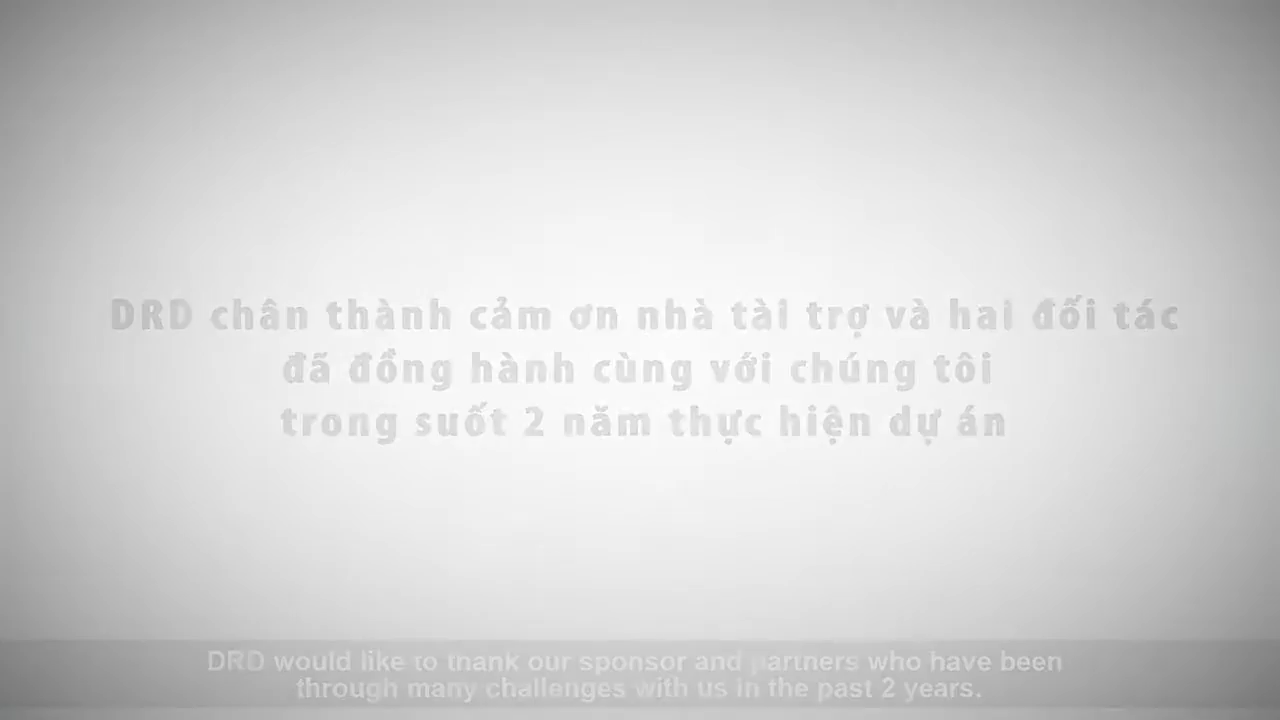 DRD chân thành cảm ơn nhà tài trợ và hai đối tác
đã đồng hành cùng với chúng tôi
trong suốt 2 năm thực hiện dự án
DRD would like to thank our sponsor and partners who have been
through many challenges with us in the past 2 years.